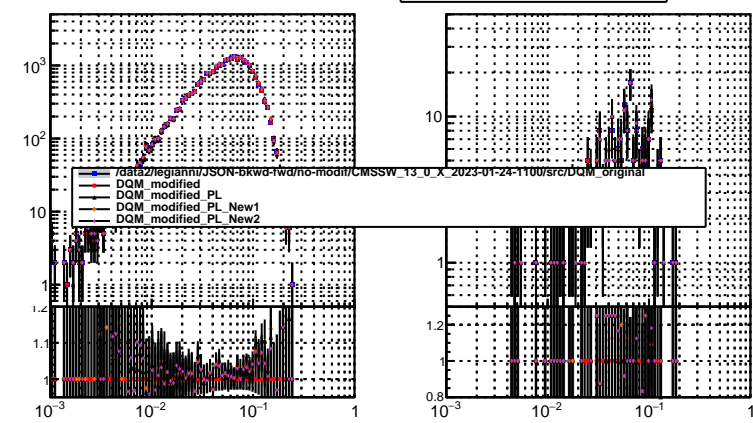 10³
10²
10
1
10
1
/data2/legianni/JSON-bkwd-fwd/no-modif/CMSSW_13_0_X_2023-01-24-1100/src/DQM_original
DQM_modified
DQM_modified_PL
DQM_modified_PL_New1
DQM_modified_PL_New2
1.2
1.1
1
1.2
1
0.8
10⁻³ 10⁻² 10⁻¹ 1
10⁻³ 10⁻² 10⁻¹ 1